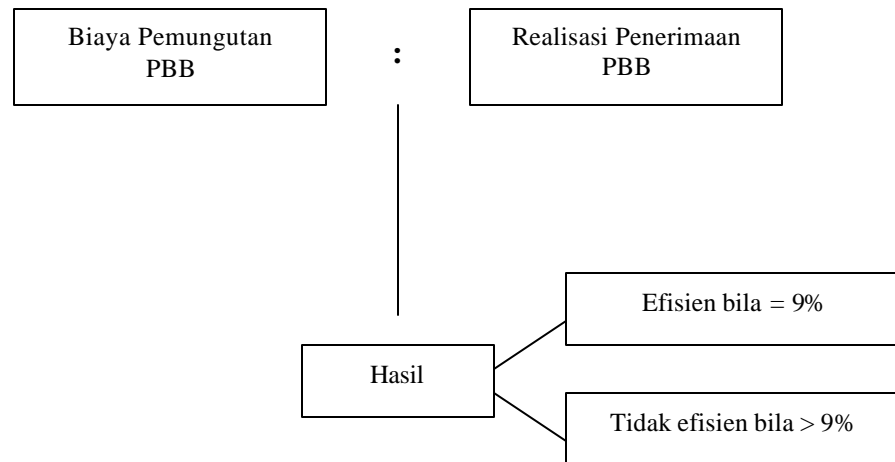 Biaya Pemungutan
PBB
:
Realisasi Penerimaan
PBB
Efisien bila = 9%
Hasil
Tidak efisien bila > 9%